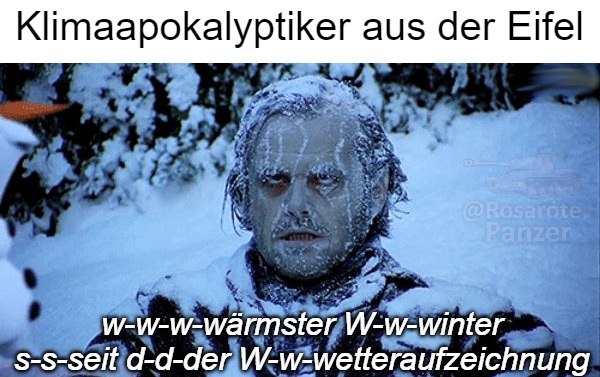 Klimaapokalyptiker aus der Eifel
@Rosarote
Panzer
w-w-w-wärmster W-w-winter
s-s-seit d-d-der W-w-wetteraufzeichnung